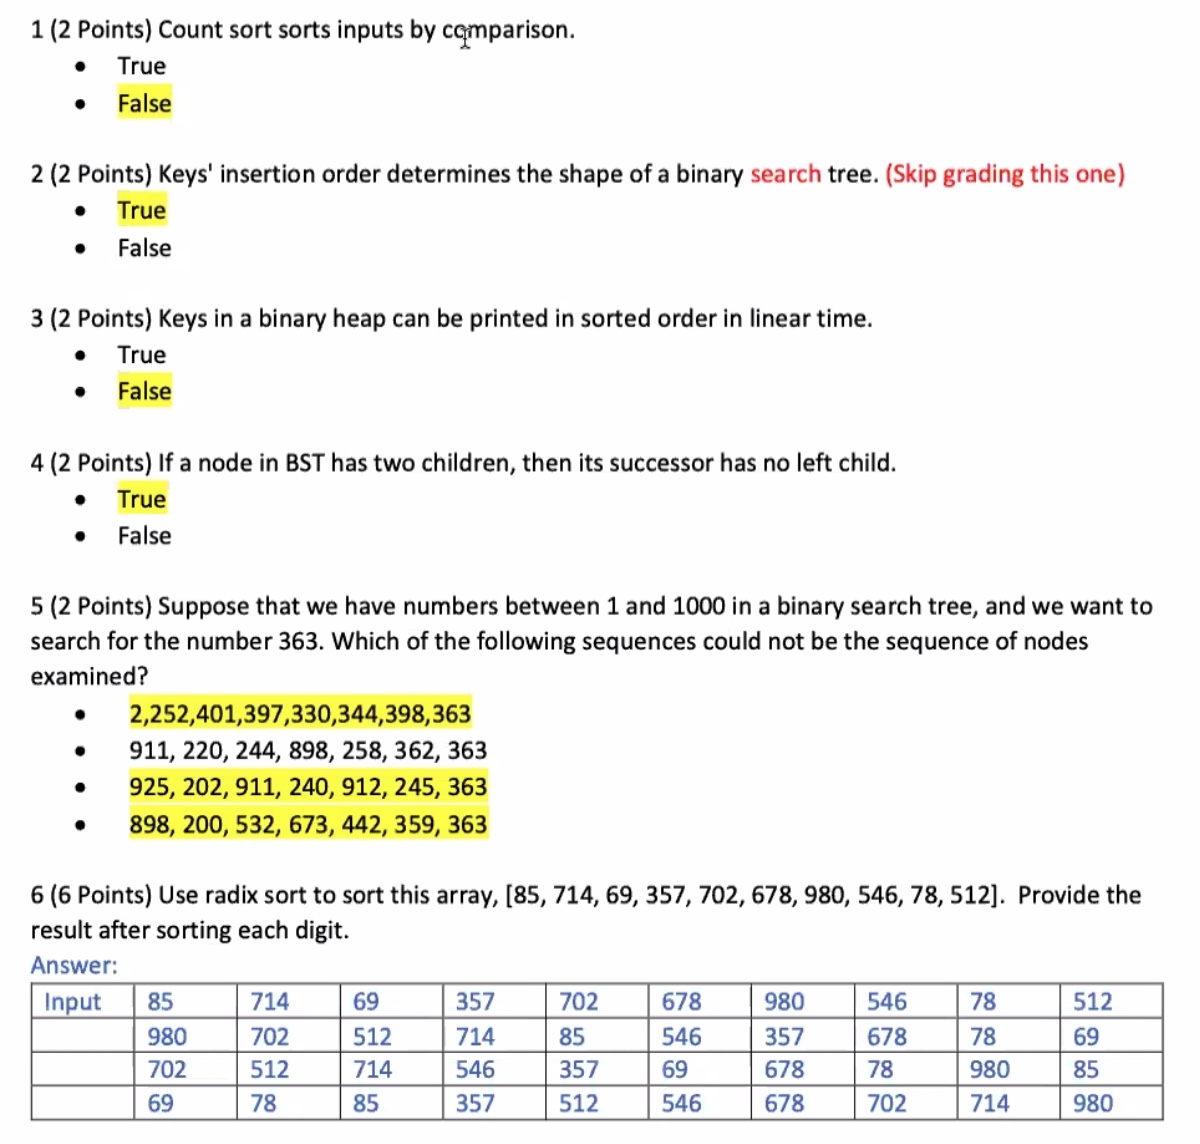 1 (2 Points) Count sort sorts inputs by comparison.
• True
• False
2 (2 Points) Keys' insertion order determines the shape of a binary search tree. (Skip grading this one)
• True
• False
3 (2 Points) Keys in a binary heap can be printed in sorted order in linear time.
• True
• False
4 (2 Points) If a node in BST has two children, then its successor has no left child.
• True
• False
5 (2 Points) Suppose that we have numbers between 1 and 1000 in a binary search tree, and we want to
search for the number 363. Which of the following sequences could not be the sequence of nodes
examined?
• 2,252,401,397,330,344,398,363
• 911, 220, 244, 898, 258, 362, 363
• 925, 202, 911, 240, 912, 245, 363
• 898, 200, 532, 673, 442, 359, 363
6 (6 Points) Use radix sort to sort this array, [85, 714, 69, 357, 702, 678, 980, 546, 78, 512]. Provide the
result after sorting each digit.
Answer:
Input 85 714 69 357 702 678 980 546 78 512
980 702 512 714 85 546 357 678 78 69
702 512 714 546 357 69 678 78 980 85
69 78 85 357 512 546 678 702 714 980